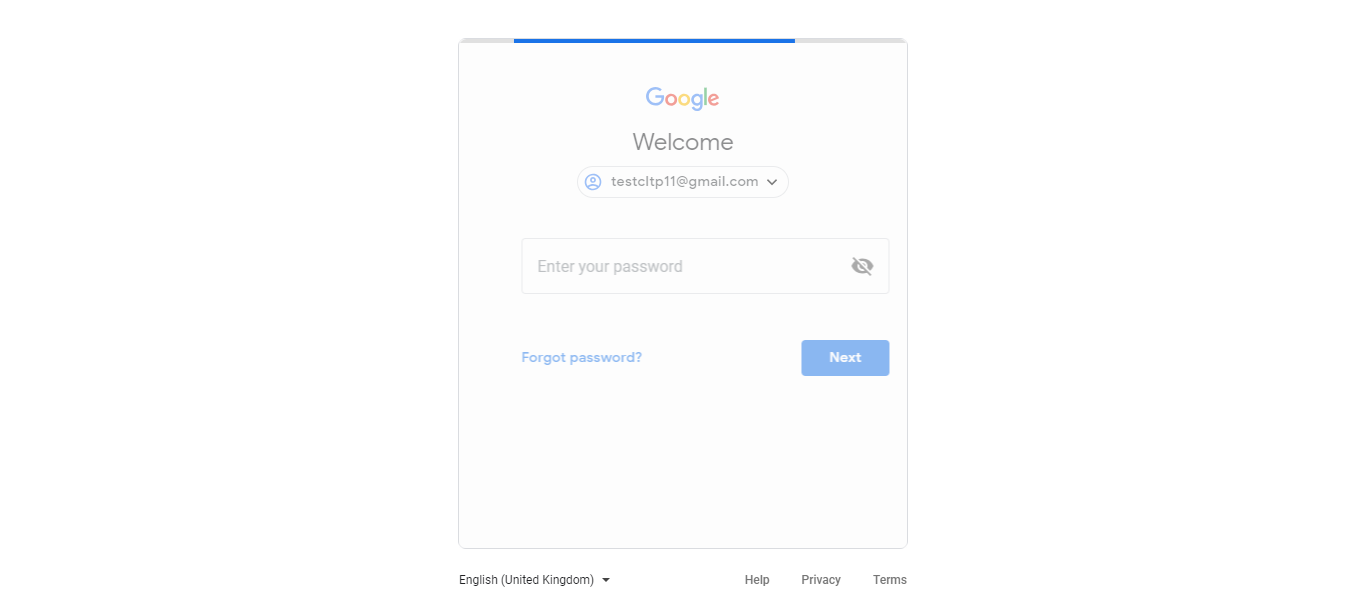 Google
Welcome
testcltp11@gmail.com
Enter your password
Forgot password?
Next
English (United Kingdom)
Help
Privacy
Terms